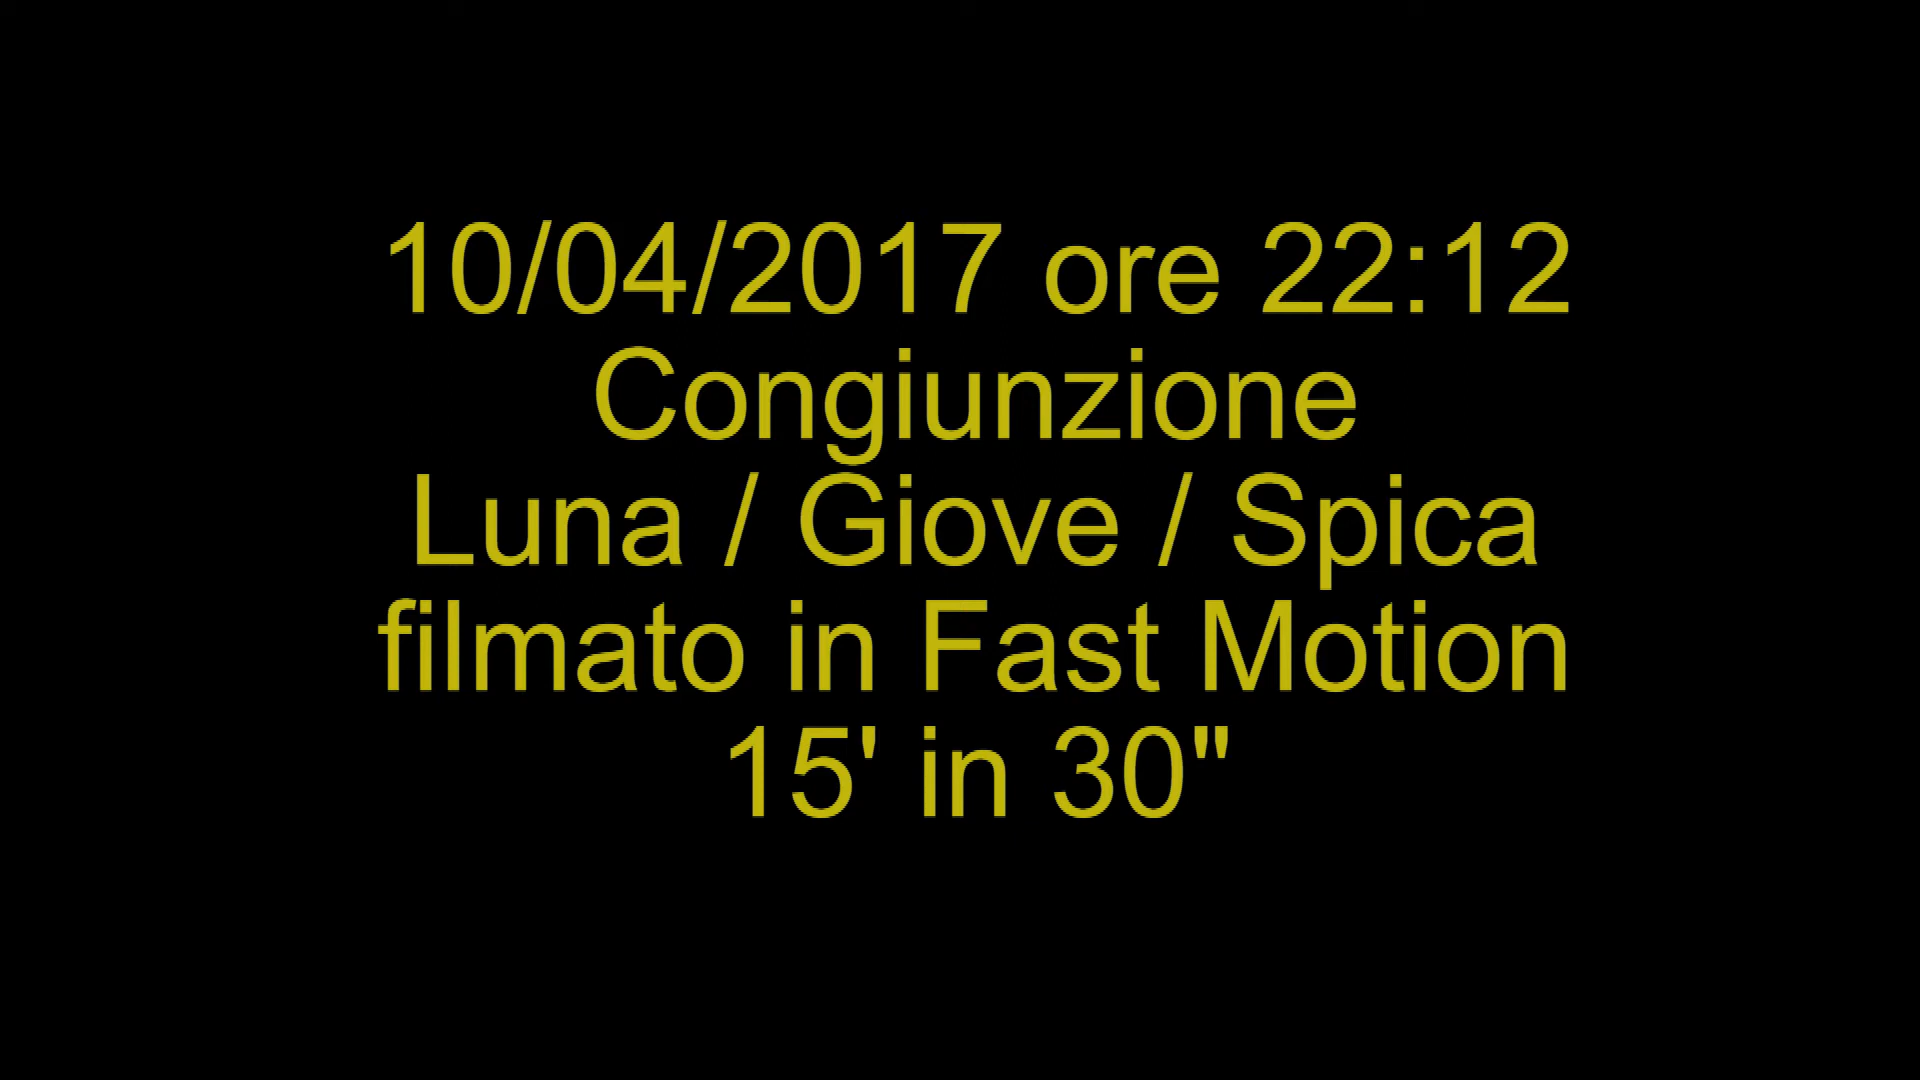 10/04/2017 ore 22:12
Congiunzione
Luna / Giove / Spica
filmato in Fast Motion
15' in 30"